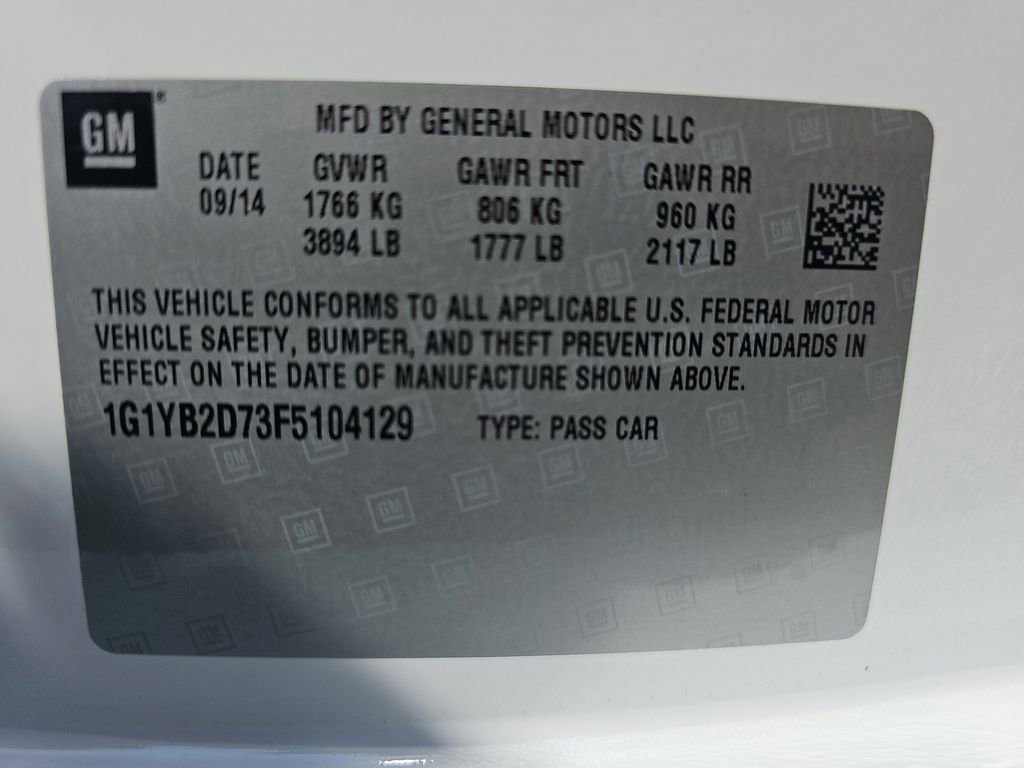 GM
MFD BY GENERAL MOTORS LLC
DATE GVWR GAWR FRT GAWR RR
09/14 1766 KG 806 KG 960 KG
3894 LB 1777 LB 2117 LB
THIS VEHICLE CONFORMS TO ALL APPLICABLE U.S. FEDERAL MOTOR
VEHICLE SAFETY, BUMPER, AND THEFT PREVENTION STANDARDS IN
EFFECT ON THE DATE OF MANUFACTURE SHOWN ABOVE.
1G1YB2D73F5104129 TYPE: PASS CAR